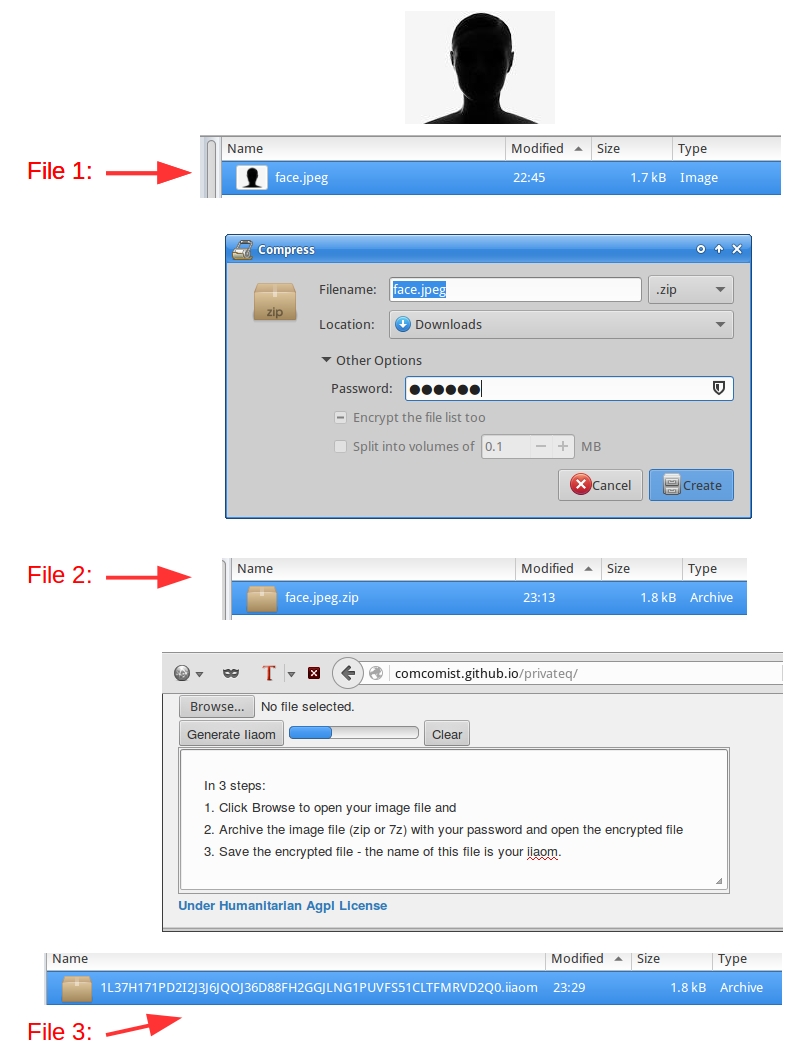 Name Modified Size Type
File 1: face.jpeg 22:45 1.7 kB Image
Compress
Filename: face.jpeg .zip
zip
Location: Downloads
Other Options
Password: ●●●●●●
Encrypt the file list too
Split into volumes of 0.1 MB
Cancel Create
Name Modified Size Type
File 2: face.jpeg.zip 23:13 1.8 kB Archive
T comcomist.github.io/privateq/
Browse... No file selected.
Generate Iiaom Clear
In 3 steps:
1. Click Browse to open your image file and
2. Archive the image file (zip or 7z) with your password and open the encrypted file
3. Save the encrypted file - the name of this file is your iiaom.
Under Humanitarian Agpl License
Name Modified Size Type
1L37H171PD2I2J3J6JQOJ36D88FH2GGJLNG1PUVFS51CLTFMRVD2Q0.iiaom 23:29 1.8 kB Archive
File 3: